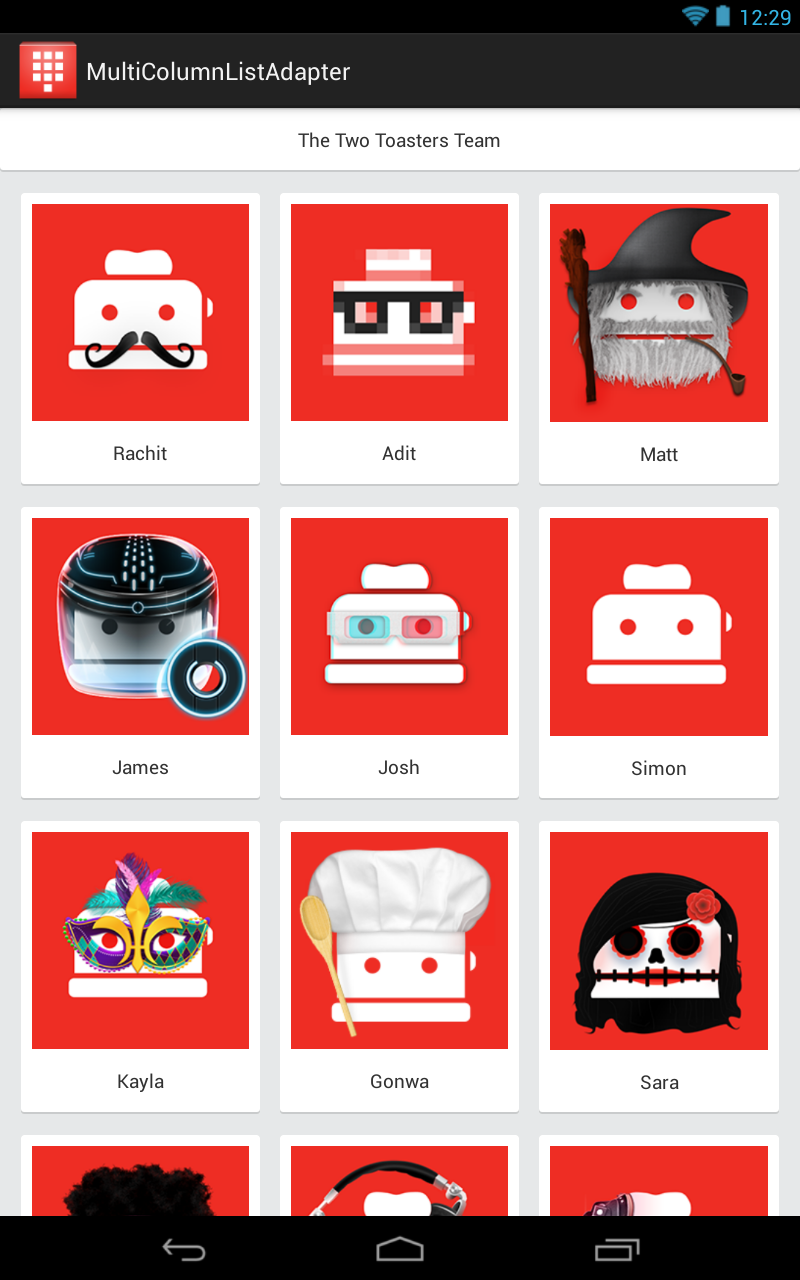 12:29
MultiColumnListAdapter
The Two Toasters Team
Rachit
Adit
Matt
James
Josh
Simon
Kayla
Gonwa
Sara